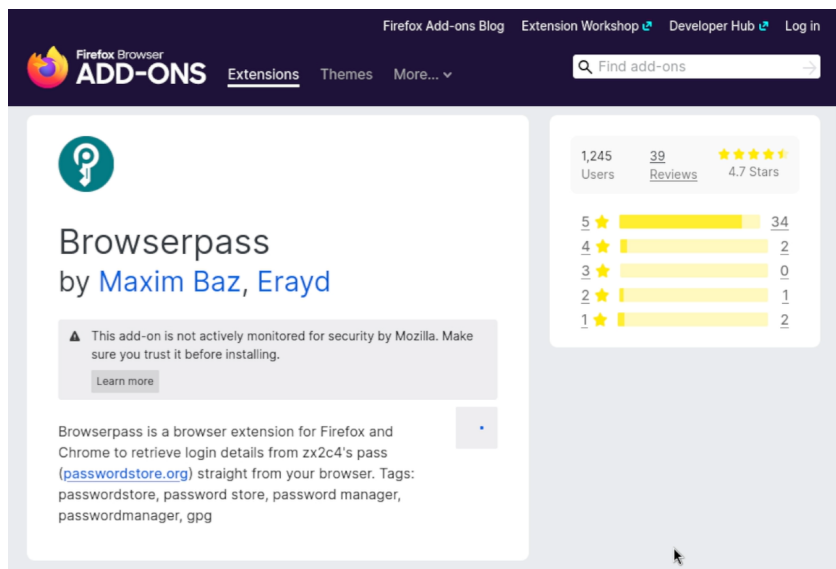 Firefox Add-ons Blog Extension Workshop Developer Hub Log in
Firefox Browser
ADD-ONS Extensions Themes More... Find add-ons
Browserpass
by Maxim Baz, Erayd
This add-on is not actively monitored for security by Mozilla. Make
sure you trust it before installing.
Learn more
Browserpass is a browser extension for Firefox and
Chrome to retrieve login details from zx2c4's pass
(passwordstore.org) straight from your browser. Tags:
passwordstore, password store, password manager,
passwordmanager, gpg
1,245 39
Users Reviews 4.7 Stars
5 34
4 2
3 0
2 1
1 2